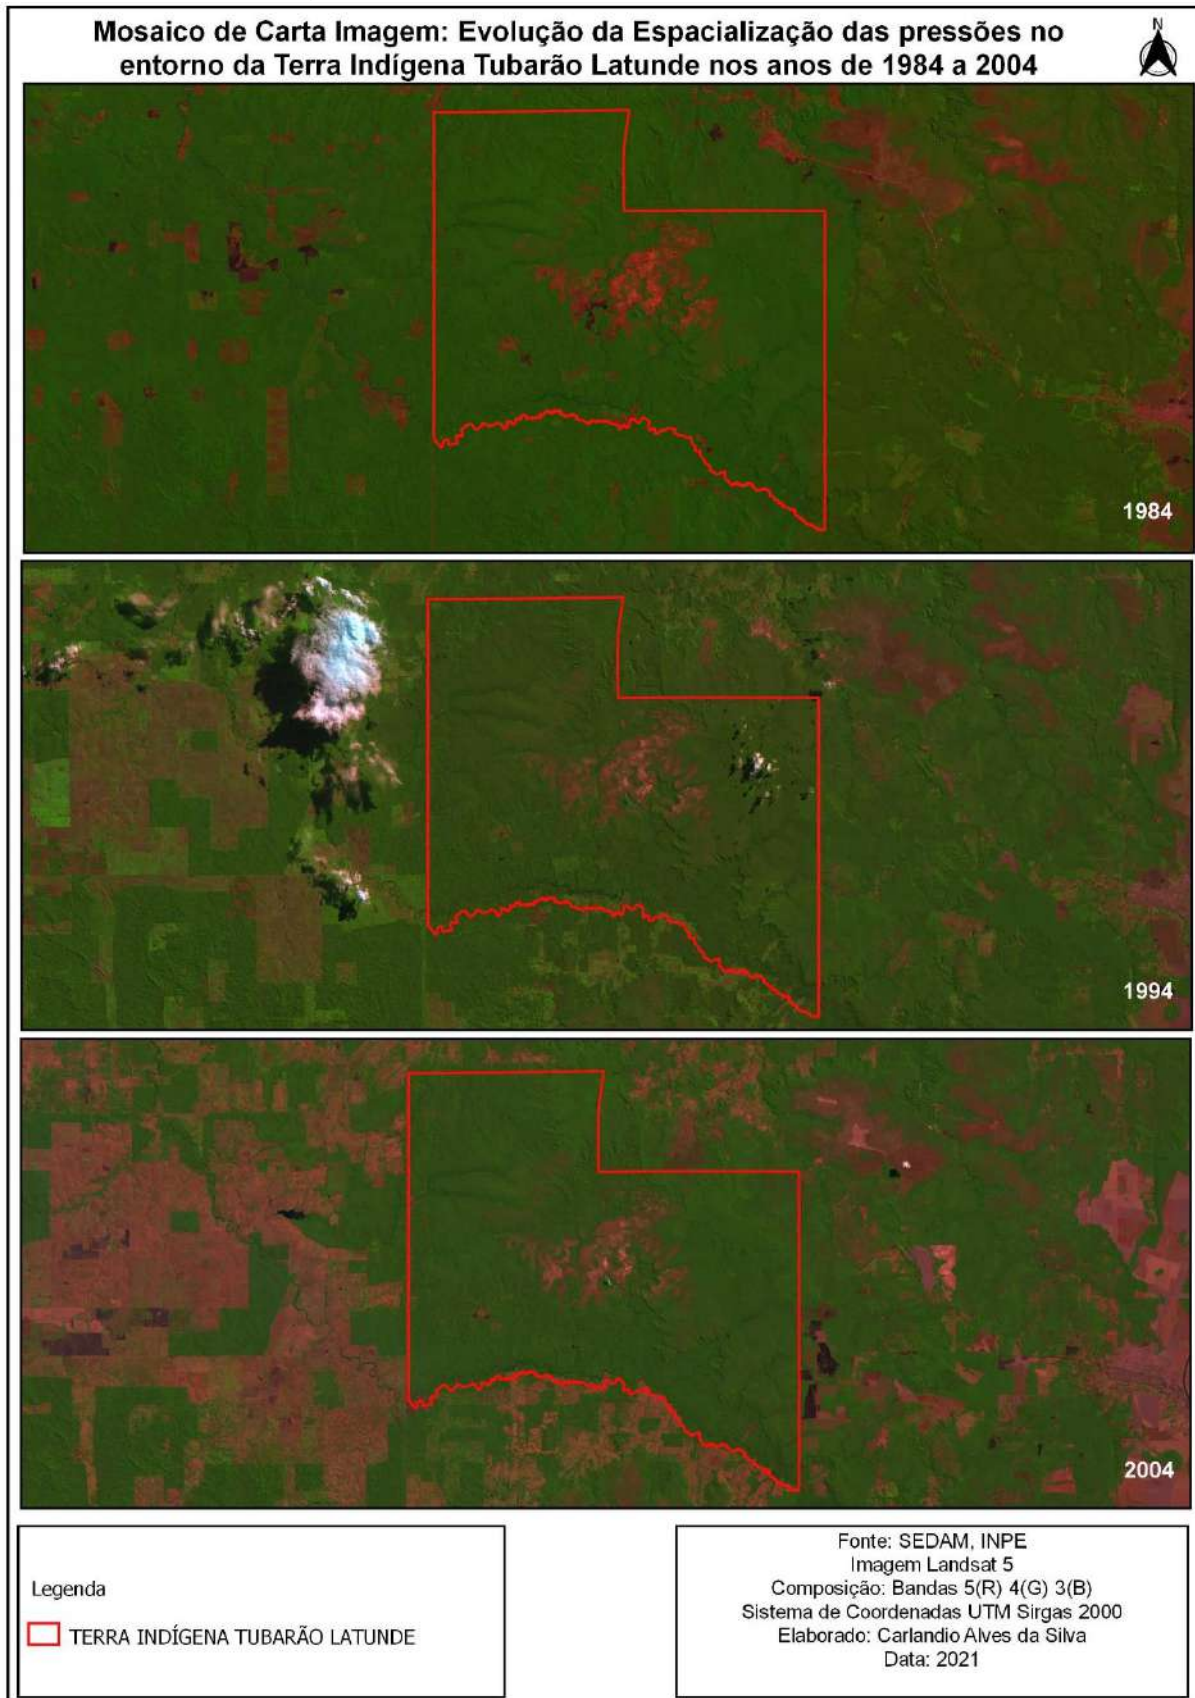 Mosaico de Carta Imagem: Evolução da Espacialização das pressões no
entorno da Terra Indígena Tubarão Latunde nos anos de 1984 a 2004
N
1984
1994
2004
Legenda
TERRA INDÍGENA TUBARÃO LATUNDE
Fonte: SEDAM, INPE
Imagem Landsat 5
Composição: Bandas 5(R) 4(G) 3(B)
Sistema de Coordenadas UTM Sirgas 2000
Elaborado: Carlandio Alves da Silva
Data: 2021